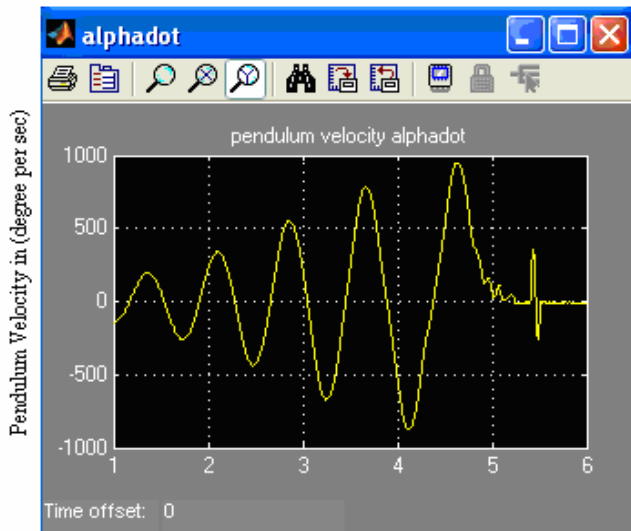 alphadot
pendulum velocity alphadot
Pendulum Velocity in (degree per sec)
1000
500
0
-500
-1000
1 2 3 4 5 6
Time offset: 0